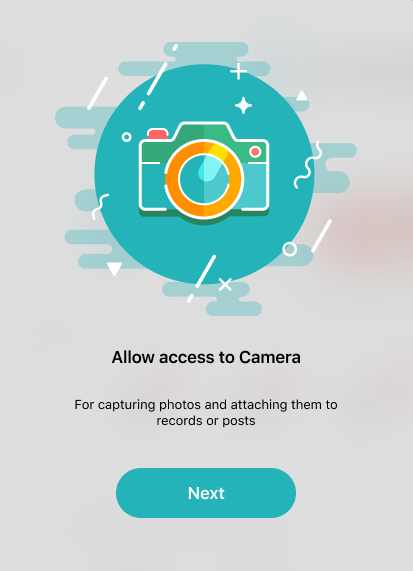 Allow access to Camera
For capturing photos and attaching them to
records or posts
Next